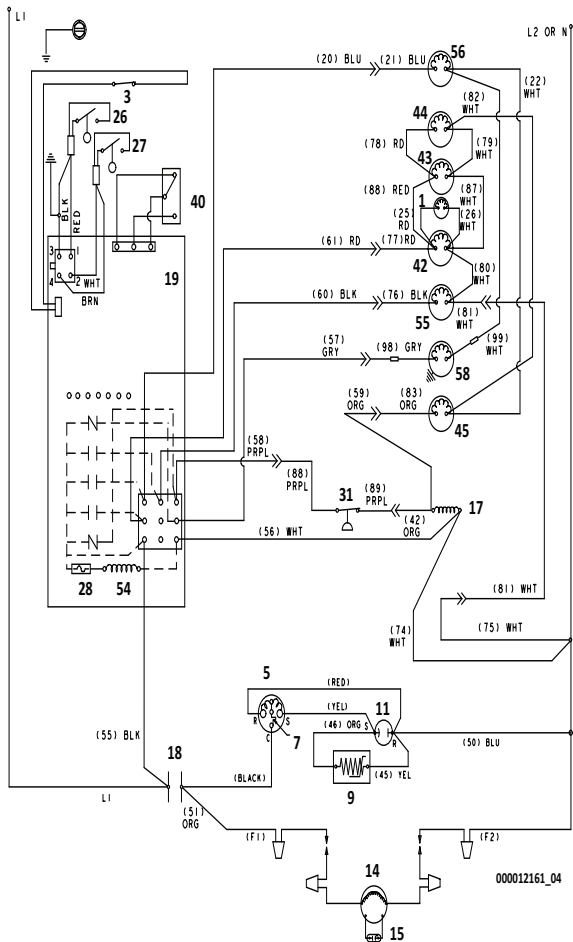 L1
L2 OR N
(20) BLU
(21) BLU
56
(22)
WHT
3
26
27
(82)
WHT
44
(78) RD
(79)
WHT
43
(88) RED
(87)
WHT
1
(25)
RD
(26)
WHT
40
BLK
RED
(61) RD
(77)RD
42
3
1
4
2
WHT
BRN
19
(80)
WHT
(60) BLK
(76) BLK
55
(81)
WHT
(57)
GRY
(98) GRY
(99)
WHT
58
(59)
ORG
(83)
ORG
45
(58)
PRPL
(88)
PRPL
31
(89)
PRPL
17
(42)
ORG
(56) WHT
28
54
(81) WHT
(74)
WHT
(75) WHT
5
(RED)
(YEL)
11
R
S
C
7
(46) ORG
S
R
(50) BLU
(55) BLK
18
9
(45) YEL
(BLACK)
L1
(51)
ORG
(F1)
(F2)
14
15
000012161_04